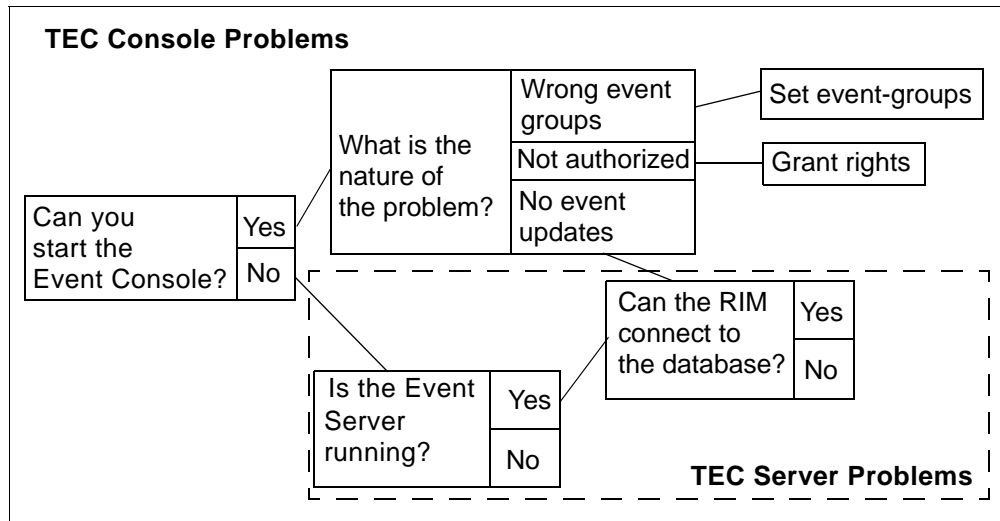 TEC Console Problems
Can you
start the
Event Console?
Yes
No
What is the
nature of
the problem?
Wrong event
groups
Not authorized
No event
updates
Set event-groups
Grant rights
Is the Event
Server
running?
Yes
No
Can the RIM
connect to
the database?
Yes
No
TEC Server Problems